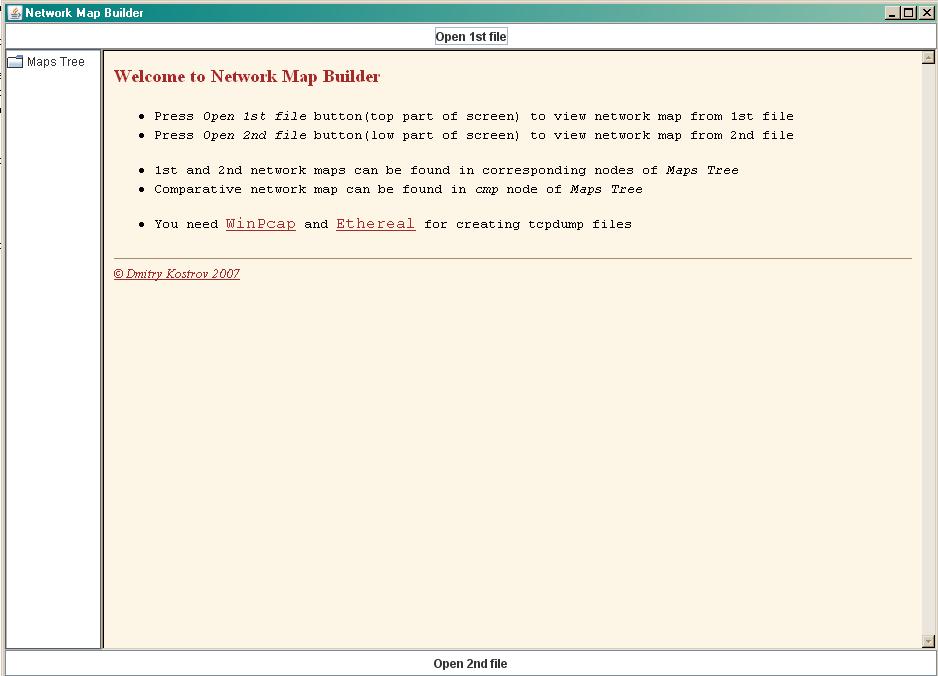 Network Map Builder
Open 1st file
Maps Tree
Welcome to Network Map Builder
• Press Open 1st file button(top part of screen) to view network map from 1st file
• Press Open 2nd file button(low part of screen) to view network map from 2nd file
• 1st and 2nd network maps can be found in corresponding nodes of Maps Tree
• Comparative network map can be found in cmp node of Maps Tree
• You need WinPcap and Ethereal for creating tcpdump files
© Dmitry Kostrov 2007
Open 2nd file